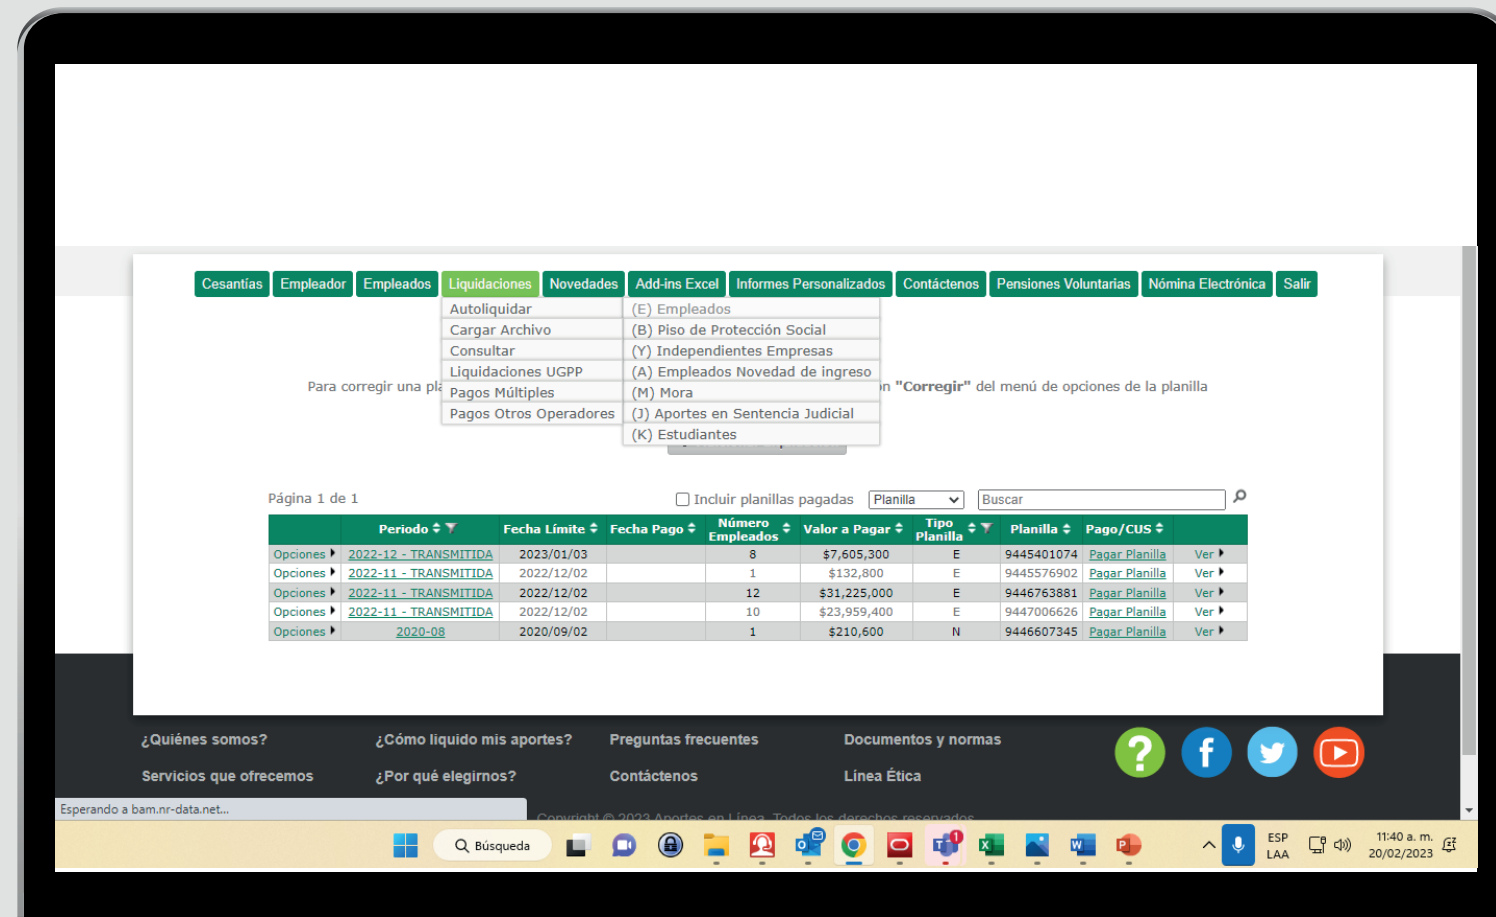 Cesantías Empleador Empleados Liquidaciones Novedades Add-ins Excel Informes Personalizados Contáctenos Pensiones Voluntarias Nómina Electrónica Salir
Autoliquidar (E) Empleados
Cargar Archivo (B) Piso de Protección Social
Consultar (Y) Independientes Empresas
Liquidaciones UGPP (A) Empleados Novedad de ingreso
Para corregir una Pagos Múltiples (M) Mora "Corregir" del menú de opciones de la planilla
Pagos Otros Operadores (J) Aportes en Sentencia Judicial
(K) Estudiantes
Página 1 de 1 Incluir planillas pagadas Planilla Buscar
Periodo Fecha Límite Fecha Pago Número Empleados Valor a Pagar Tipo Planilla Planilla Pago/CUS
Opciones 2022-12 - TRANSMITIDA 2023/01/03 8 $7,605,300 E 9445401074 Pagar Planilla Ver
Opciones 2022-11 - TRANSMITIDA 2022/12/02 1 $132,800 E 9445576902 Pagar Planilla Ver
Opciones 2022-11 - TRANSMITIDA 2022/12/02 12 $31,225,000 E 9446763881 Pagar Planilla Ver
Opciones 2022-11 - TRANSMITIDA 2022/12/02 10 $23,959,400 E 9447006626 Pagar Planilla Ver
Opciones 2020-08 2020/09/02 1 $210,600 N 9446607345 Pagar Planilla Ver
¿Quiénes somos? ¿Cómo liquido mis aportes? Preguntas frecuentes Documentos y normas
Servicios que ofrecemos ¿Por qué elegirnos? Contáctenos Línea Ética
Esperando a bam.nr-data.net...
Copyright © 2023 Aportes en Línea. Todos los derechos reservados
Búsqueda ESP 11:40 a. m.
LAA 20/02/2023